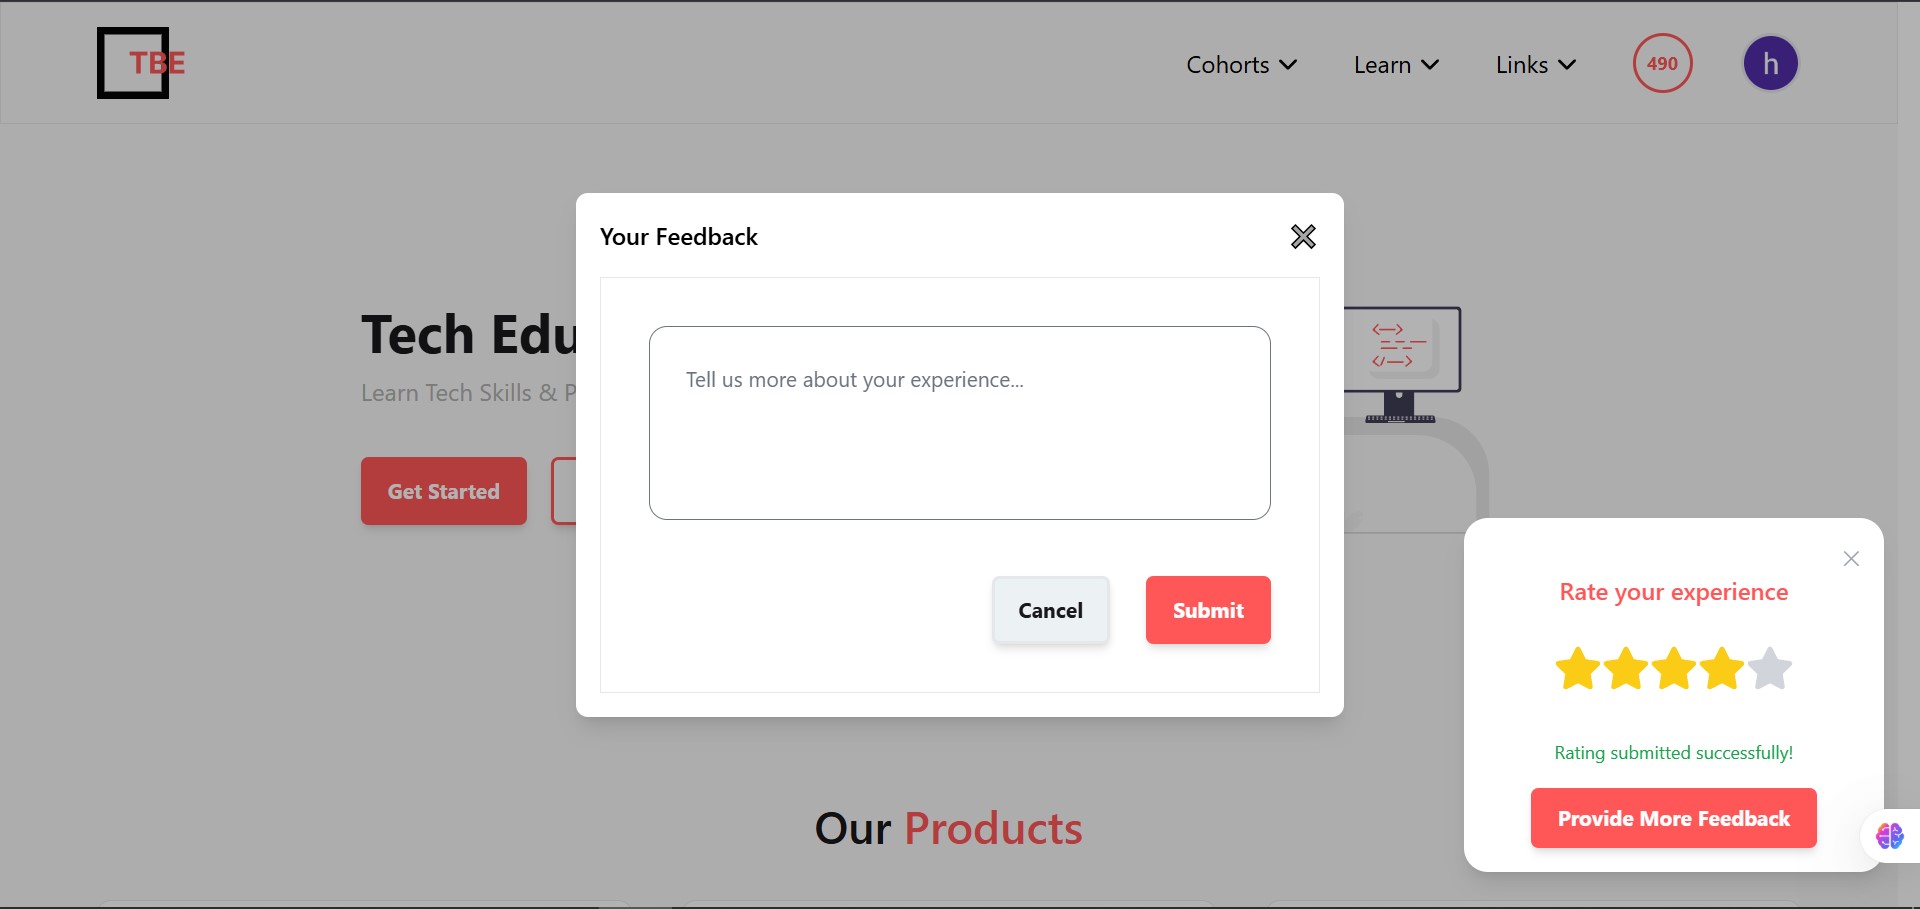 TBE
Cohorts
Learn
Links
490
h
Your Feedback
Tell us more about your experience...
Cancel
Submit
Tech Edu
Learn Tech Skills & P
Get Started
Rate your experience
Rating submitted successfully!
Provide More Feedback
Our Products